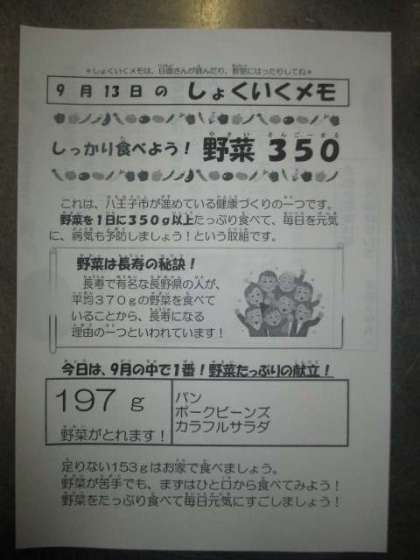 ＊しょくいくメモは、日直さんが読んだり、教室にはったりしてね＊
9月13日の しょくいくメモ
しっかり食べよう！ 野菜350
これは、八王子市が進めている健康づくりの一つです。
野菜を1日に350g以上たっぷり食べて、毎日を元気
に、病気も予防しましょう！という取組です。
野菜は長寿の秘訣！
長寿で有名な長野県の人が、
平均370gの野菜を食べて
いることから、長寿になる
理由の一つといわれています！
今日は、9月の中で1番！野菜たっぷりの献立！
197g
野菜がとれます！
パン
ポークビーンズ
カラフルサラダ
足りない153gはお家で食べましょう。
野菜が苦手でも、まずはひと口から食べてみよう！
野菜をたっぷり食べて毎日元気にすごしましょう！